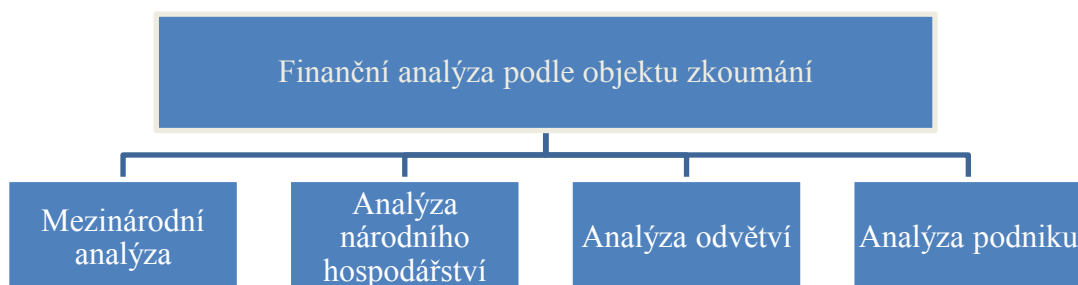 Finanční analýza podle objektu zkoumání
Mezinárodní
analýza
Analýza
národního
hospodářství
Analýza odvětví
Analýza podniku